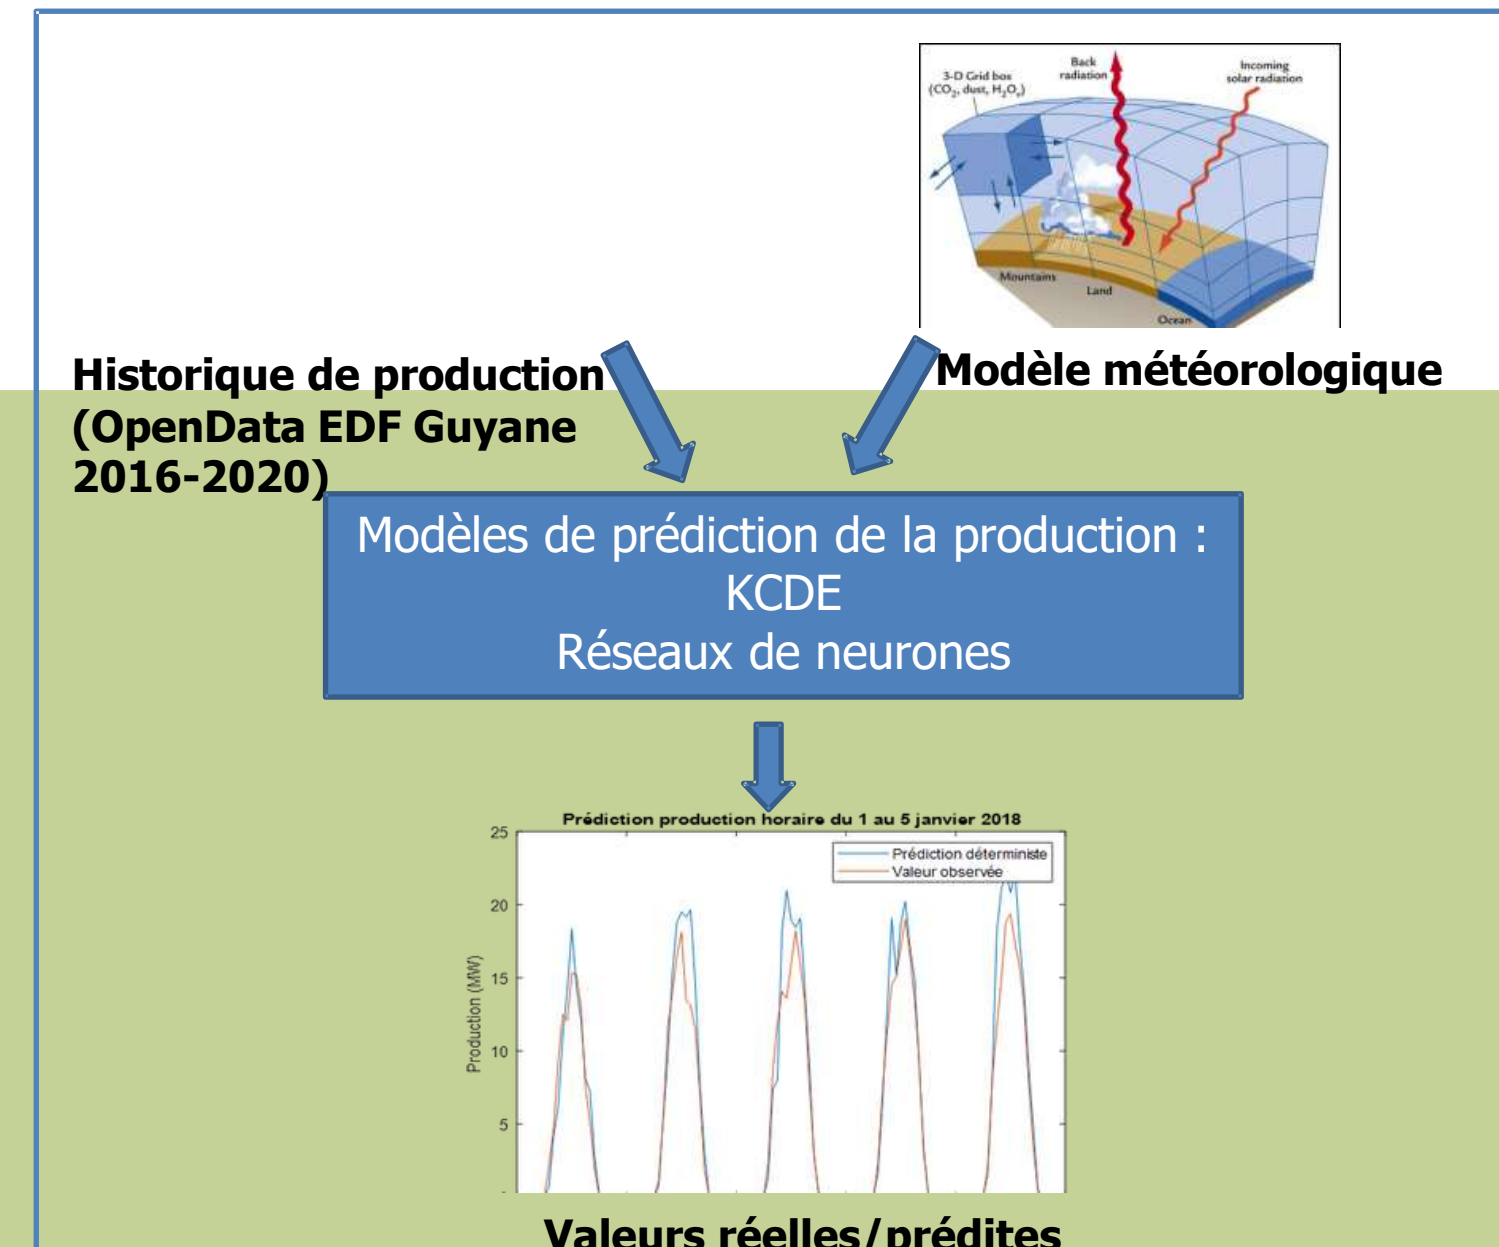 3-D Grid box
(CO2, dust, H2Ov)
Back
radiation
Incoming
solar radiation
Mountains
Land
Ocean
Historique de production
(OpenData EDF Guyane
2016-2020)
Modèle météorologique
Modèles de prédiction de la production :
KCDE
Réseaux de neurones
Prédiction production horaire du 1 au 5 janvier 2018
Prédiction déterministe
Valeur observée
Production (MW)
25
20
15
10
5
Valeurs réelles/prédites